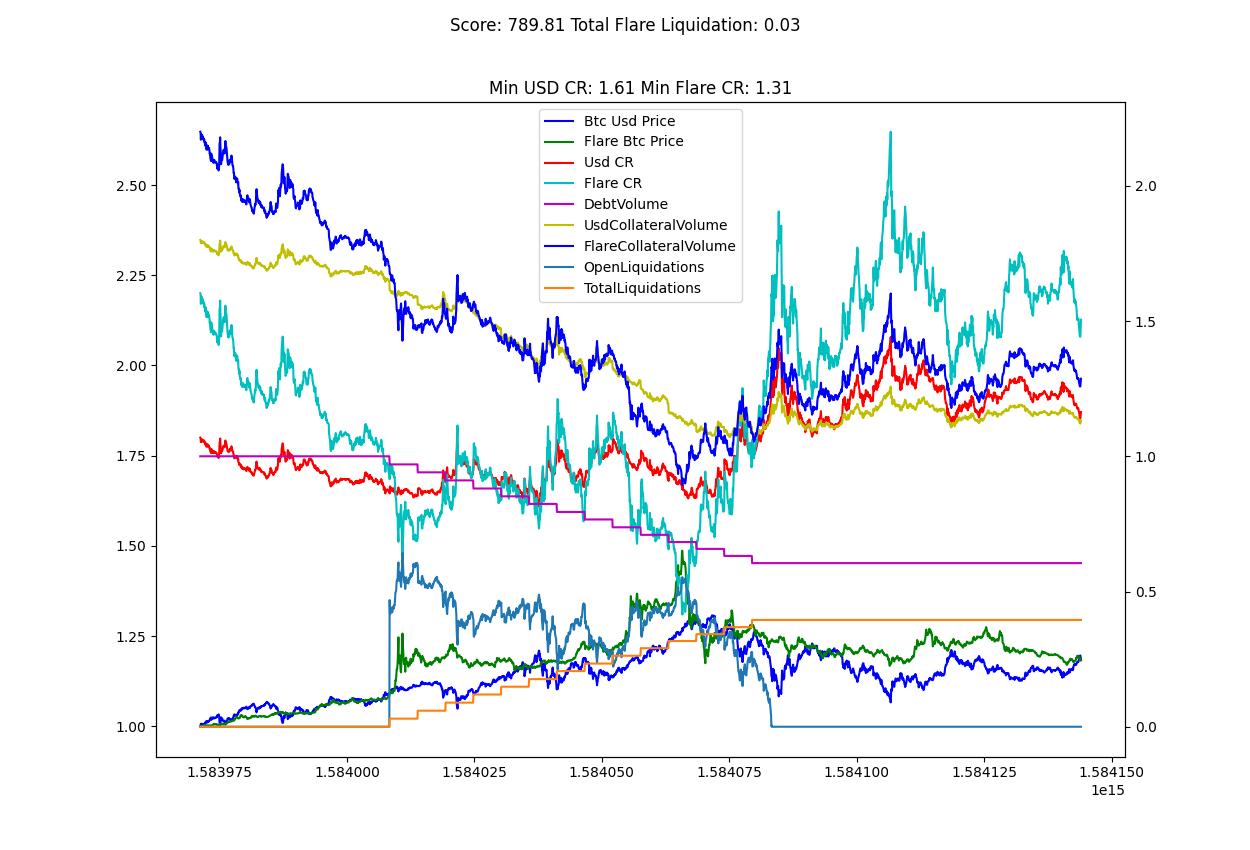 Score: 789.81 Total Flare Liquidation: 0.03
Min USD CR: 1.61 Min Flare CR: 1.31
Btc Usd Price
Flare Btc Price
Usd CR
Flare CR
DebtVolume
UsdCollateralVolume
FlareCollateralVolume
OpenLiquidations
TotalLiquidations
2.50
2.25
2.00
1.75
1.50
1.25
1.00
2.0
1.5
1.0
0.5
0.0
1.583975
1.584000
1.584025
1.584050
1.584075
1.584100
1.584125
1.584150
1e15